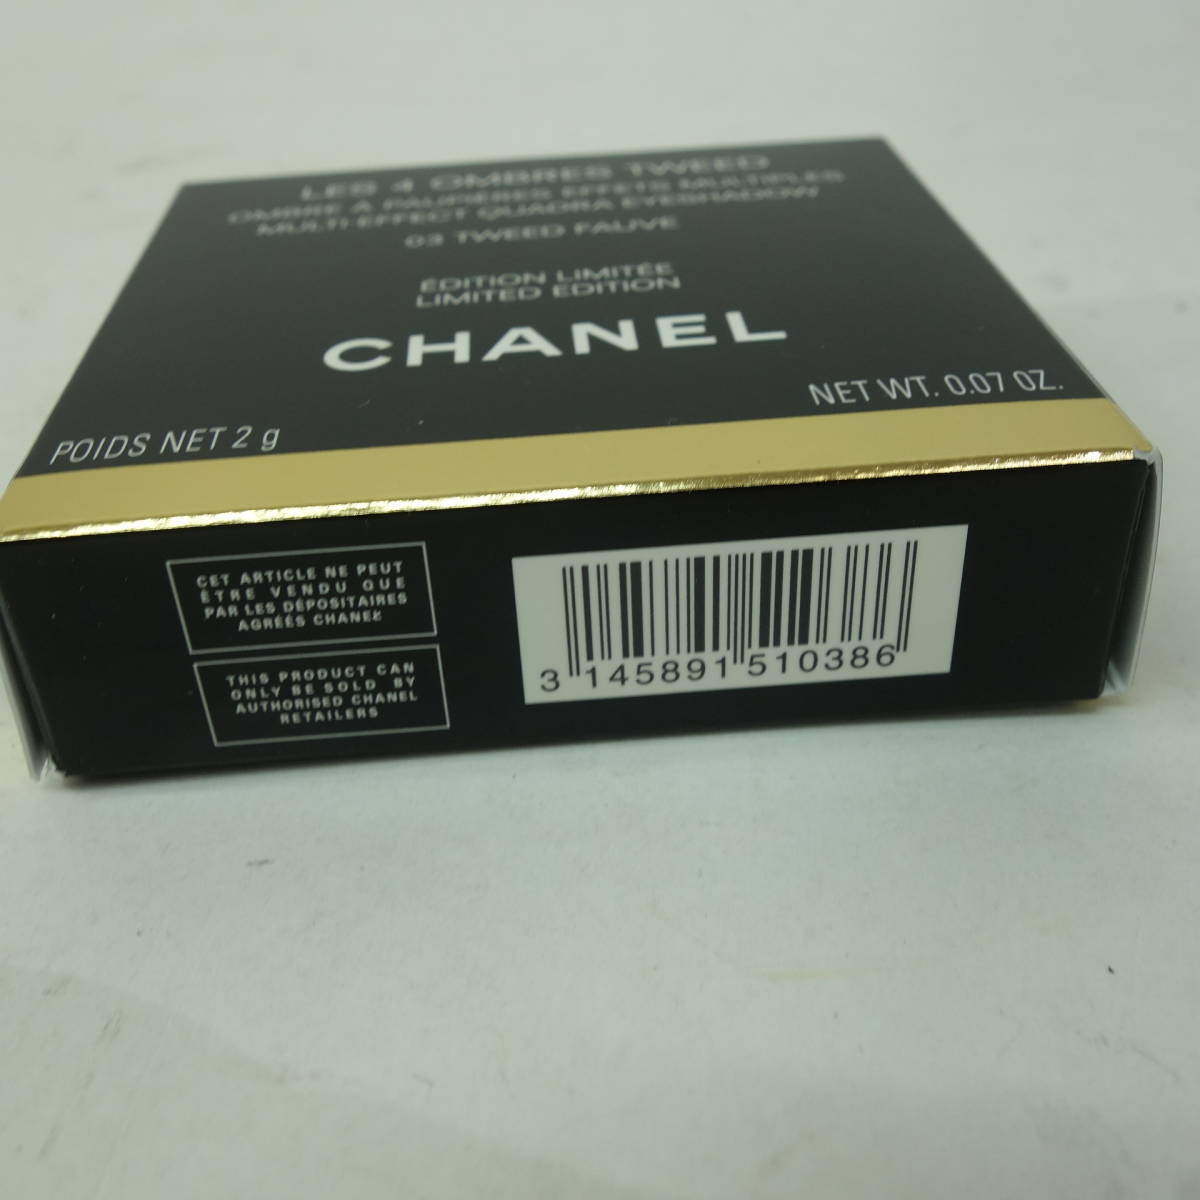 LES 4 OMBRES TWEED
OMBRE À PAUPIÈRES EFFETS MULTIPLES
MULTI-EFFECT QUADRA EYESHADOW
03 TWEED FAUVE
ÉDITION LIMITÉE
LIMITED EDITION
CHANEL
POIDS NET 2 g
NET WT. 0.07 OZ.
CET ARTICLE NE PEUT
ÊTRE VENDU QUE
PAR LES DÉPOSITAIRES
AGRÉÉS CHANEL
THIS PRODUCT CAN
ONLY BE SOLD BY
AUTHORISED CHANEL
RETAILERS
3 145891 510386